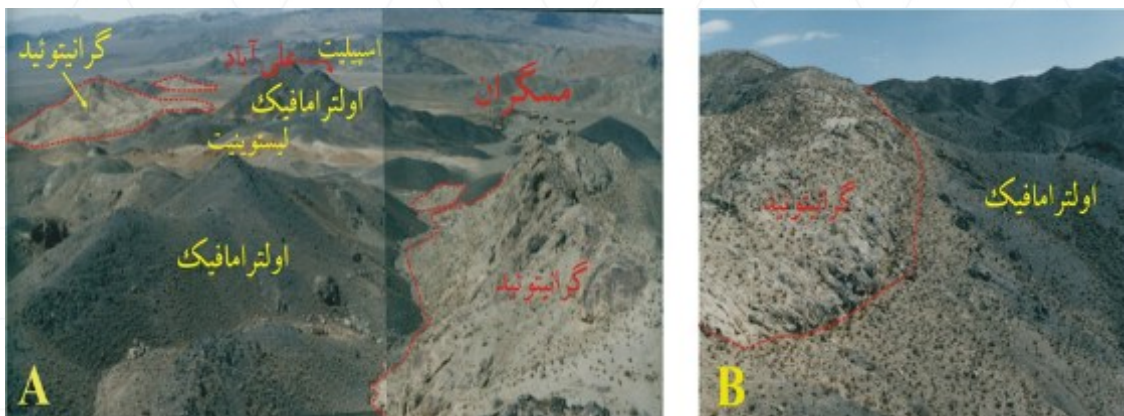 گرانیتوئید
علی‌آباد
اسپیلیت
اولترامافیک
لیستوینیت
مسگران
اولترامافیک
گرانیتوئید
A
گرانیتوئید
اولترامافیک
B